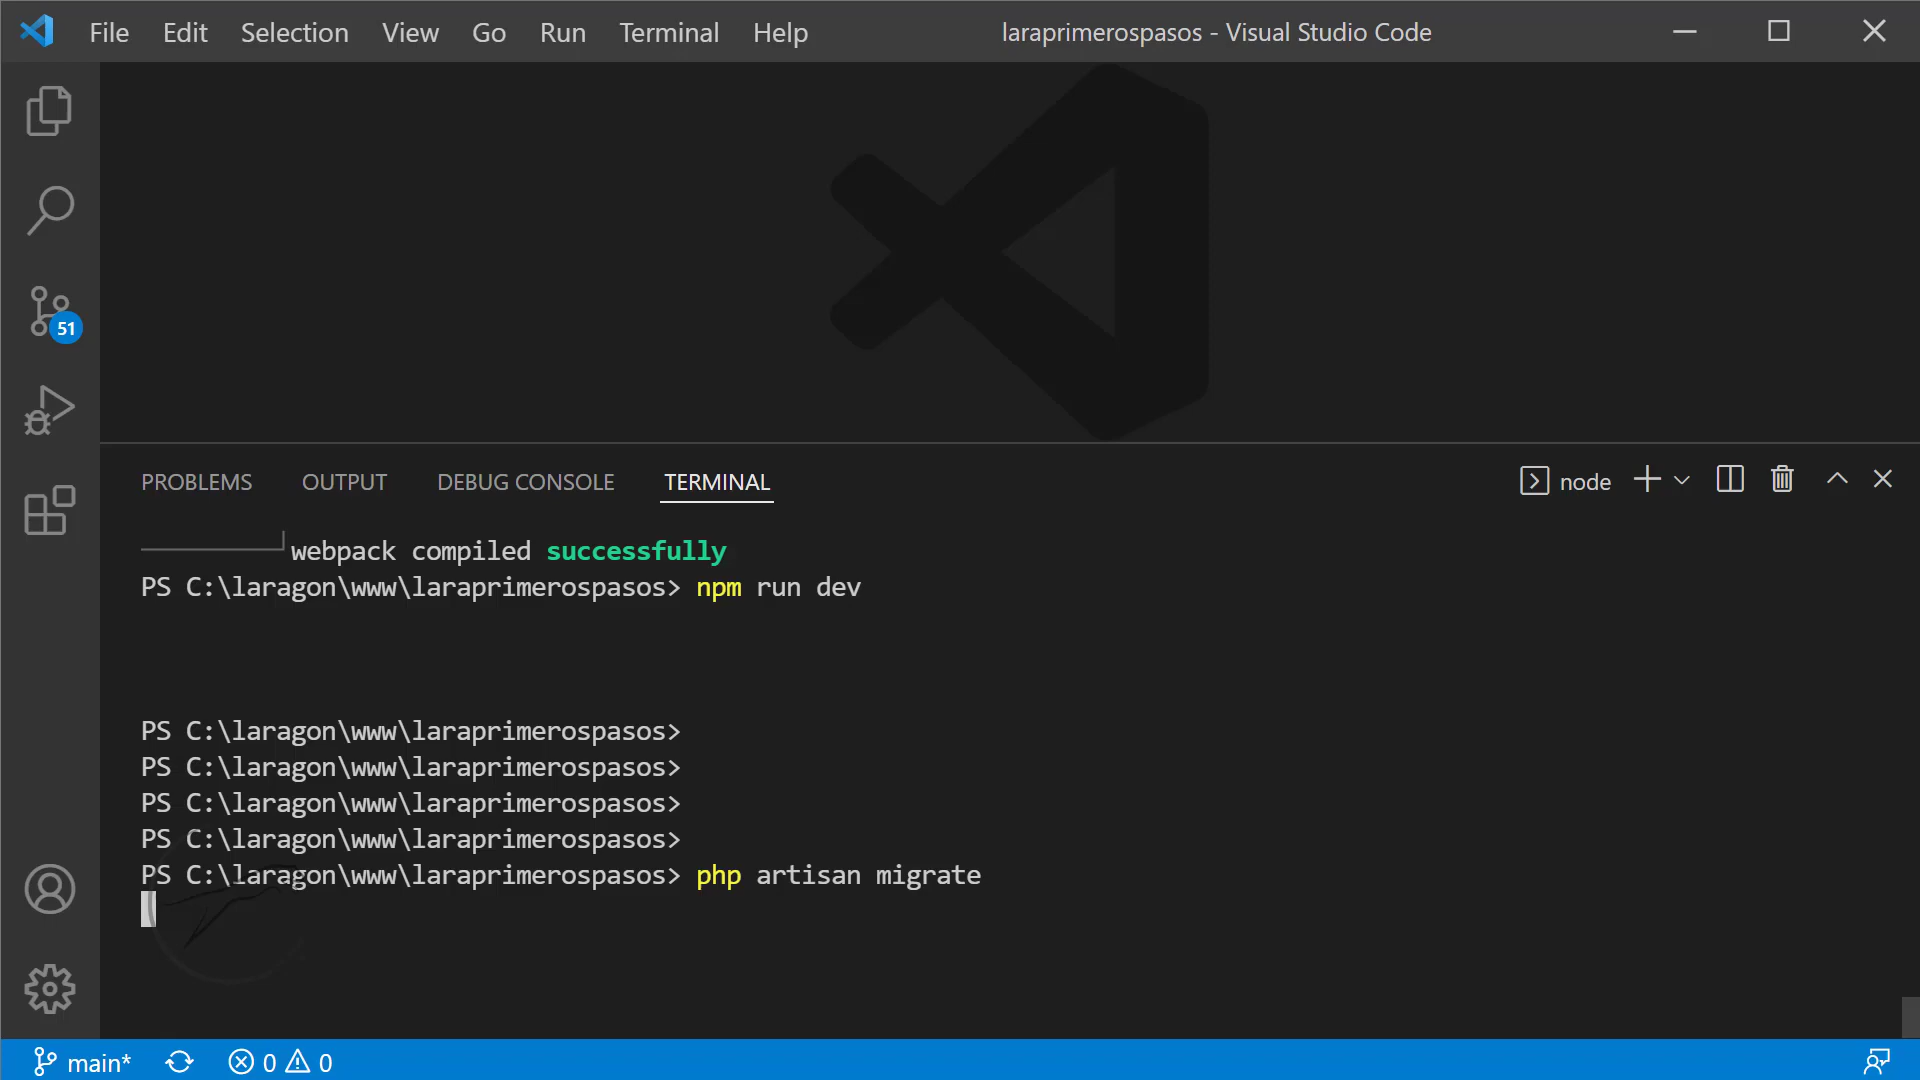 File Edit Selection View Go Run Terminal Help laraprimerospasos - Visual Studio Code
51
PROBLEMS OUTPUT DEBUG CONSOLE TERMINAL node
webpack compiled successfully
PS C:\laragon\www\laraprimerospasos> npm run dev
PS C:\laragon\www\laraprimerospasos>
PS C:\laragon\www\laraprimerospasos>
PS C:\laragon\www\laraprimerospasos>
PS C:\laragon\www\laraprimerospasos>
PS C:\laragon\www\laraprimerospasos> php artisan migrate
main* 0 0